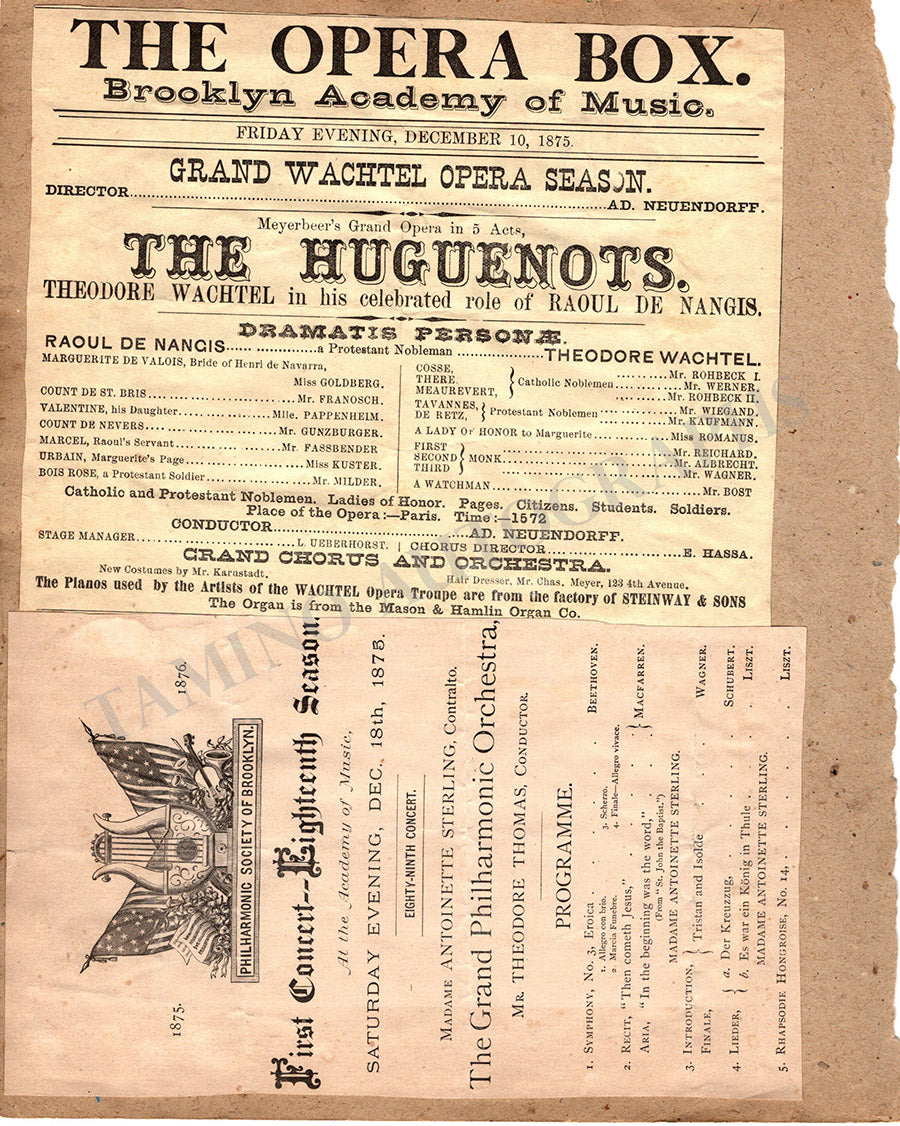 THE OPERA BOX.
Brooklyn Academy of Music.
FRIDAY EVENING, DECEMBER 10, 1875.
GRAND WACHTEL OPERA SEASON.
DIRECTOR....................AD. NEUENDORFF.
Meyerbeer's Grand Opera in 5 Acts,
THE HUGUENOTS.
THEODORE WACHTEL in his celebrated role of RAOUL DE NANGIS.
DRAMATIS PERSONÆ.
RAOUL DE NANGIS..........a Protestant Nobleman..........THEODORE WACHTEL.
MARGUERITE DE VALOIS, Bride of Henri de Navarra,
Miss GOLDBERG.
COUNT DE ST. BRIS..........Mr. FRANOSCH.
VALENTINE, his Daughter..........Mlle. PAPPENHEIM.
COUNT DE NEVERS..........Mr. GUNZBURGER.
MARCEL, Raoul's Servant..........Mr. FASSBENDER
URBAIN, Marguerite's Page..........Miss KUSTER.
BOIS ROSE, a Protestant Soldier..........Mr. MILDER.
COSSE, ..........Mr. ROHBECK I.
THERE, Catholic Noblemen..........Mr. WERNER.
MEAUREVERT, ..........Mr. ROHBECK II.
TAVANNES, Protestant Noblemen..........Mr. WIEGAND.
DE RETZ, ..........Mr. KAUFMANN.
A LADY OF HONOR to Marguerite..........Miss ROMANUS.
FIRST ..........Mr. REICHARD.
SECOND MONK..........Mr. ALBRECHT.
THIRD ..........Mr. WAGNER.
A WATCHMAN..........Mr. BOST
Catholic and Protestant Noblemen. Ladies of Honor. Pages. Citizens. Students. Soldiers.
Place of the Opera:—Paris. Time:—1572
CONDUCTOR....................AD. NEUENDORFF.
STAGE MANAGER..........L. UEBERHORST. | CHORUS DIRECTOR..........E. HASSA.
GRAND CHORUS AND ORCHESTRA.
New Costumes by Mr. Karnstadt. Hair Dresser, Mr. Chas. Meyer, 123 4th Avenue.
The Pianos used by the Artists of the WACHTEL Opera Troupe are from the factory of STEINWAY & SONS
The Organ is from the Mason & Hamlin Organ Co.
TAMINO AUTOGRAPHS
1875. 1876.
PHILHARMONIC SOCIETY OF BROOKLYN.
First Concert--Eighteenth Season.
At the Academy of Music,
SATURDAY EVENING, DEC. 18th, 1875.
EIGHTY-NINTH CONCERT.
MADAME ANTOINETTE STERLING, Contralto.
The Grand Philharmonic Orchestra,
MR. THEODORE THOMAS, CONDUCTOR.
PROGRAMME.
1. SYMPHONY, No. 3, Eroica . . . BEETHOVEN.
1. Allegro con brio. 3. Scherzo.
2. Marcia Funebre. 4. Finale—Allegro vivace.
2. RECIT, "Then cometh Jesus,"
ARIA, "In the beginning was the word," MACFARREN.
(From "St. John the Baptist.")
MADAME ANTOINETTE STERLING.
3. INTRODUCTION,
FINALE, Tristan and Isolde . . WAGNER.
4. LIEDER, a. Der Kreuzzug, . . . SCHUBERT.
b. Es war ein König in Thule . . LISZT.
MADAME ANTOINETTE STERLING.
5. RHAPSODIE HONGROISE, No. 14, . . . LISZT.